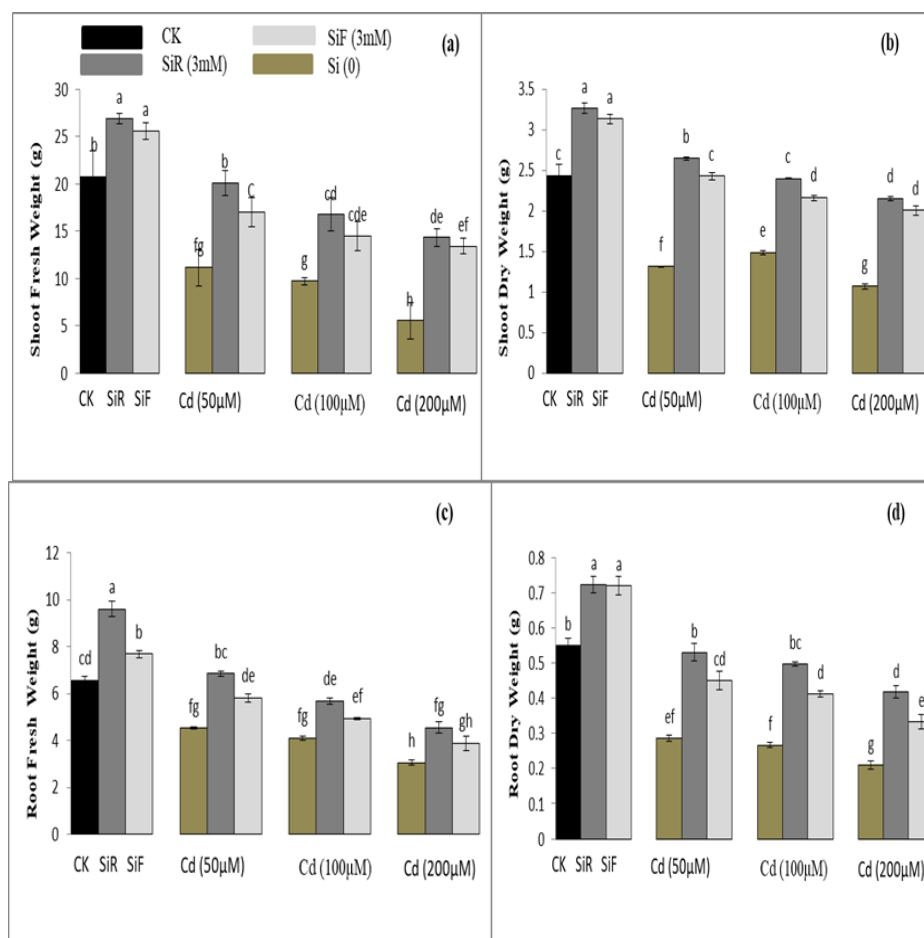 CK
SiF (3mM)
SiR (3mM)
Si (0)
(a)
Shoot Fresh Weight (g)
30
25
20
15
10
5
0
b
a
a
fg
b
c
g
cd
cde
h
de
ef
CK SiR SiF
Cd (50µM)
Cd (100µM)
Cd (200µM)
(b)
Shoot Dry Weight (g)
3.5
3
2.5
2
1.5
1
0.5
0
c
a
a
f
b
c
e
c
d
g
d
d
CK SiR SiF
Cd (50µM)
Cd (100µM)
Cd (200µM)
(c)
Root Fresh Weight (g)
12
10
8
6
4
2
0
cd
a
b
fg
bc
de
fg
de
ef
h
fg
gh
CK SiR SiF
Cd (50µM)
Cd (100µM)
Cd (200µM)
(d)
Root Dry Weight (g)
0.8
0.7
0.6
0.5
0.4
0.3
0.2
0.1
0
b
a
a
ef
b
cd
f
bc
d
g
d
e
CK SiR SiF
Cd (50µM)
Cd (100µM)
Cd (200µM)